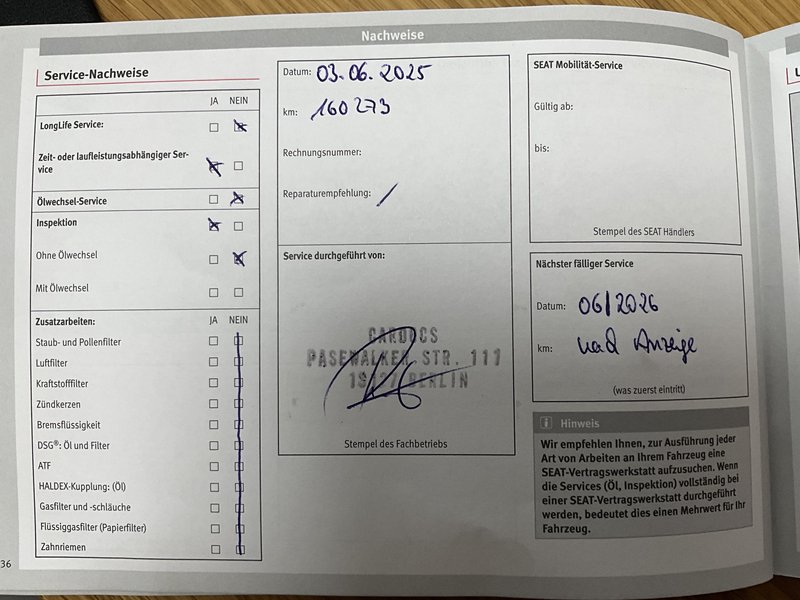 Nachweise
Service-Nachweise
JA NEIN
LongLife Service:
Zeit- oder laufleistungsabhängiger Ser-
vice
Ölwechsel-Service
Inspektion
Ohne Ölwechsel
Mit Ölwechsel
Zusatzarbeiten: JA NEIN
Staub- und Pollenfilter
Luftfilter
Kraftstofffilter
Zündkerzen
Bremsflüssigkeit
DSG®: Öl und Filter
ATF
HALDEX-Kupplung: (Öl)
Gasfilter und -schläuche
Flüssiggasfilter (Papierfilter)
Zahnriemen
36
Datum: 03.06.2025
km: 160273
Rechnungsnummer:
Reparaturempfehlung: /
Service durchgeführt von:
CARDOCS
PASEWALKER STR. 111
BERLIN
Stempel des Fachbetriebs
SEAT Mobilität-Service
Gültig ab:
bis:
Stempel des SEAT Händlers
Nächster fälliger Service
Datum: 06/2026
km: nach Anzeige
(was zuerst eintritt)
Hinweis
Wir empfehlen Ihnen, zur Ausführung jeder
Art von Arbeiten an Ihrem Fahrzeug eine
SEAT-Vertragswerkstatt aufzusuchen. Wenn
die Services (Öl, Inspektion) vollständig bei
einer SEAT-Vertragswerkstatt durchgeführt
werden, bedeutet dies einen Mehrwert für Ihr
Fahrzeug.